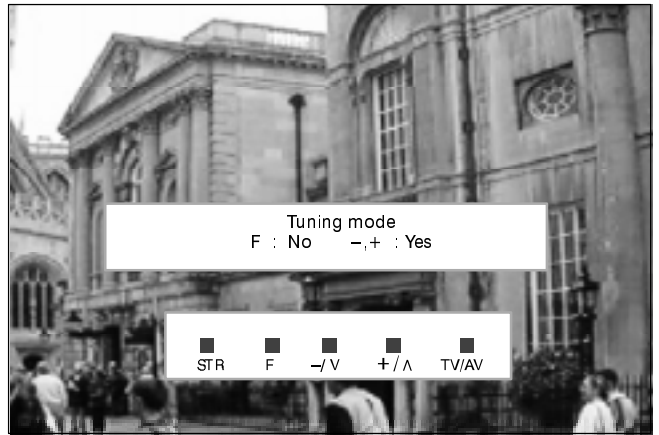 Tuning mode
F : No −,+ : Yes
STR F −/∨ +/∧ TV/AV